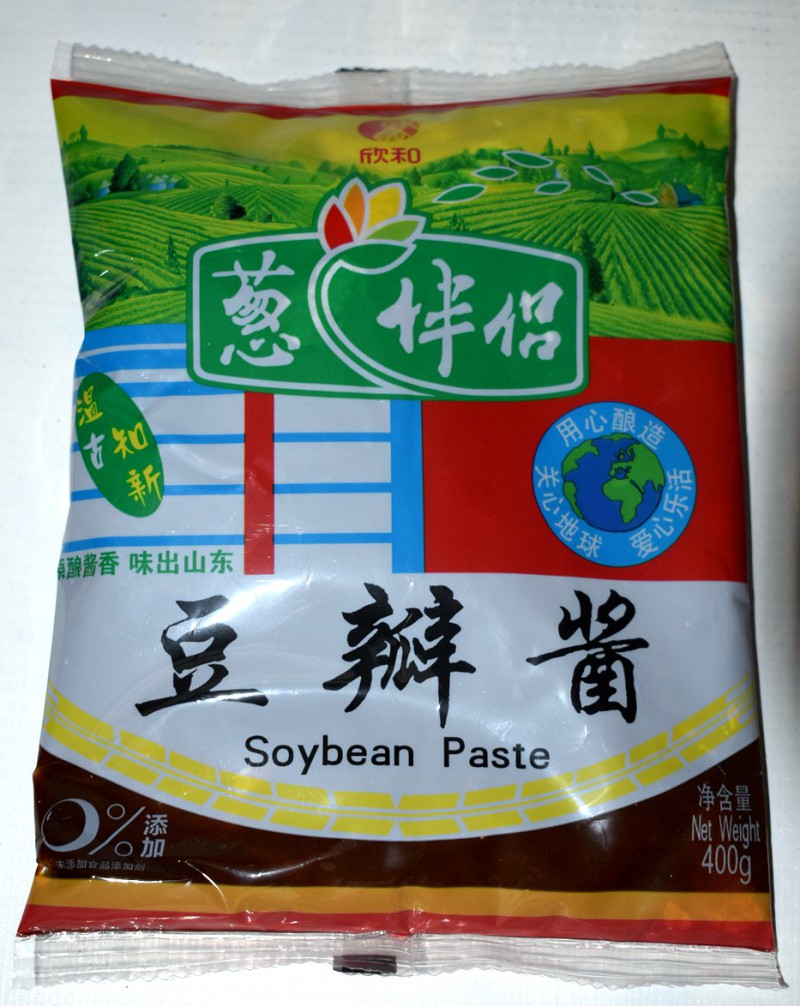 欣和
葱伴侣
温古知新
用心酿造
关心地球 爱心乐活
酿酱香 味出山东
豆瓣酱
Soybean Paste
0%添加
净含量
Net Weight
400g